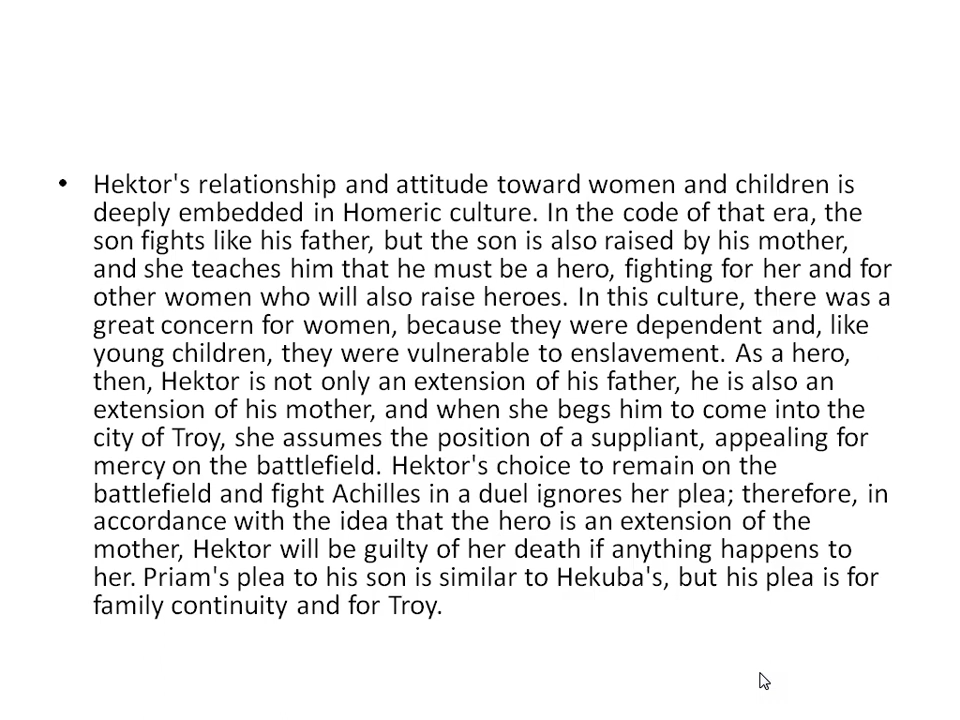 • Hektor's relationship and attitude toward women and children is
deeply embedded in Homeric culture. In the code of that era, the
son fights like his father, but the son is also raised by his mother,
and she teaches him that he must be a hero, fighting for her and for
other women who will also raise heroes. In this culture, there was a
great concern for women, because they were dependent and, like
young children, they were vulnerable to enslavement. As a hero,
then, Hektor is not only an extension of his father, he is also an
extension of his mother, and when she begs him to come into the
city of Troy, she assumes the position of a suppliant, appealing for
mercy on the battlefield. Hektor's choice to remain on the
battlefield and fight Achilles in a duel ignores her plea; therefore, in
accordance with the idea that the hero is an extension of the
mother, Hektor will be guilty of her death if anything happens to
her. Priam's plea to his son is similar to Hekuba's, but his plea is for
family continuity and for Troy.